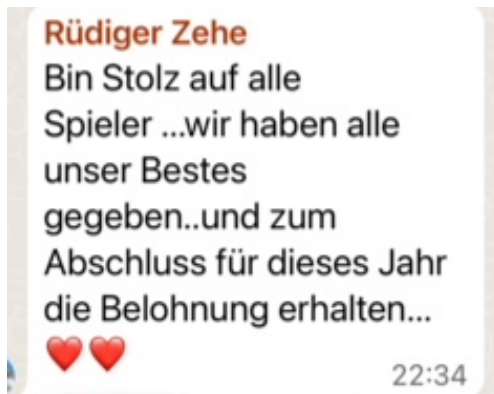 Rüdiger Zehe
Bin Stolz auf alle
Spieler ...wir haben alle
unser Bestes
gegeben..und zum
Abschluss für dieses Jahr
die Belohnung erhalten...
❤️❤️
22:34